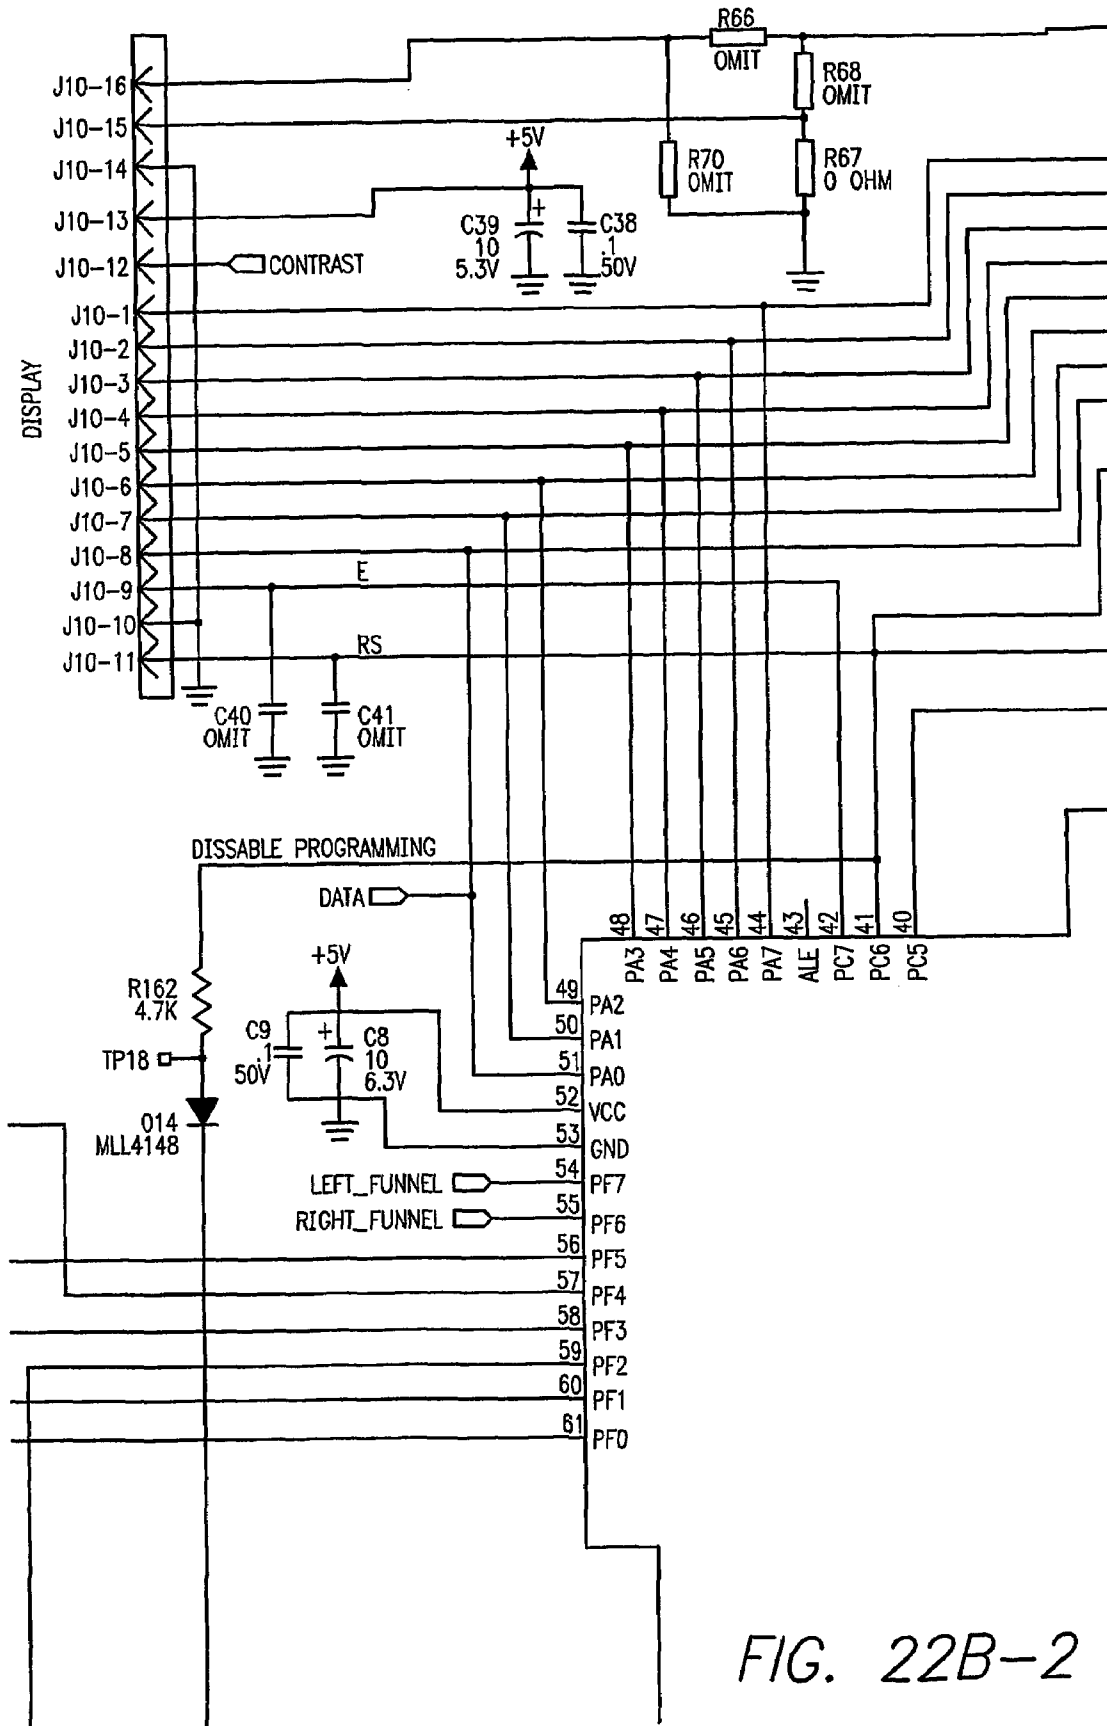 R66
OMIT
J10-16
R68
OMIT
J10-15
+5V
J10-14
R70
OMIT
R67
0 OHM
J10-13
C39
10
5.3V
C38
.1
50V
J10-12
CONTRAST
J10-1
J10-2
DISPLAY
J10-3
J10-4
J10-5
J10-6
J10-7
J10-8
E
J10-9
J10-10
RS
J10-11
C40
OMIT
C41
OMIT
DISSABLE PROGRAMMING
DATA
48 47 46 45 44 43 42 41 40
PA3 PA4 PA5 PA6 PA7 ALE PC7 PC6 PC5
+5V
R162
4.7K
49 PA2
C9
.1
50V
C8
10
6.3V
50 PA1
TP18
51 PA0
52 VCC
014
MLL4148
53 GND
LEFT_FUNNEL 54 PF7
RIGHT_FUNNEL 55 PF6
56 PF5
57 PF4
58 PF3
59 PF2
60 PF1
61 PF0
FIG. 22B-2